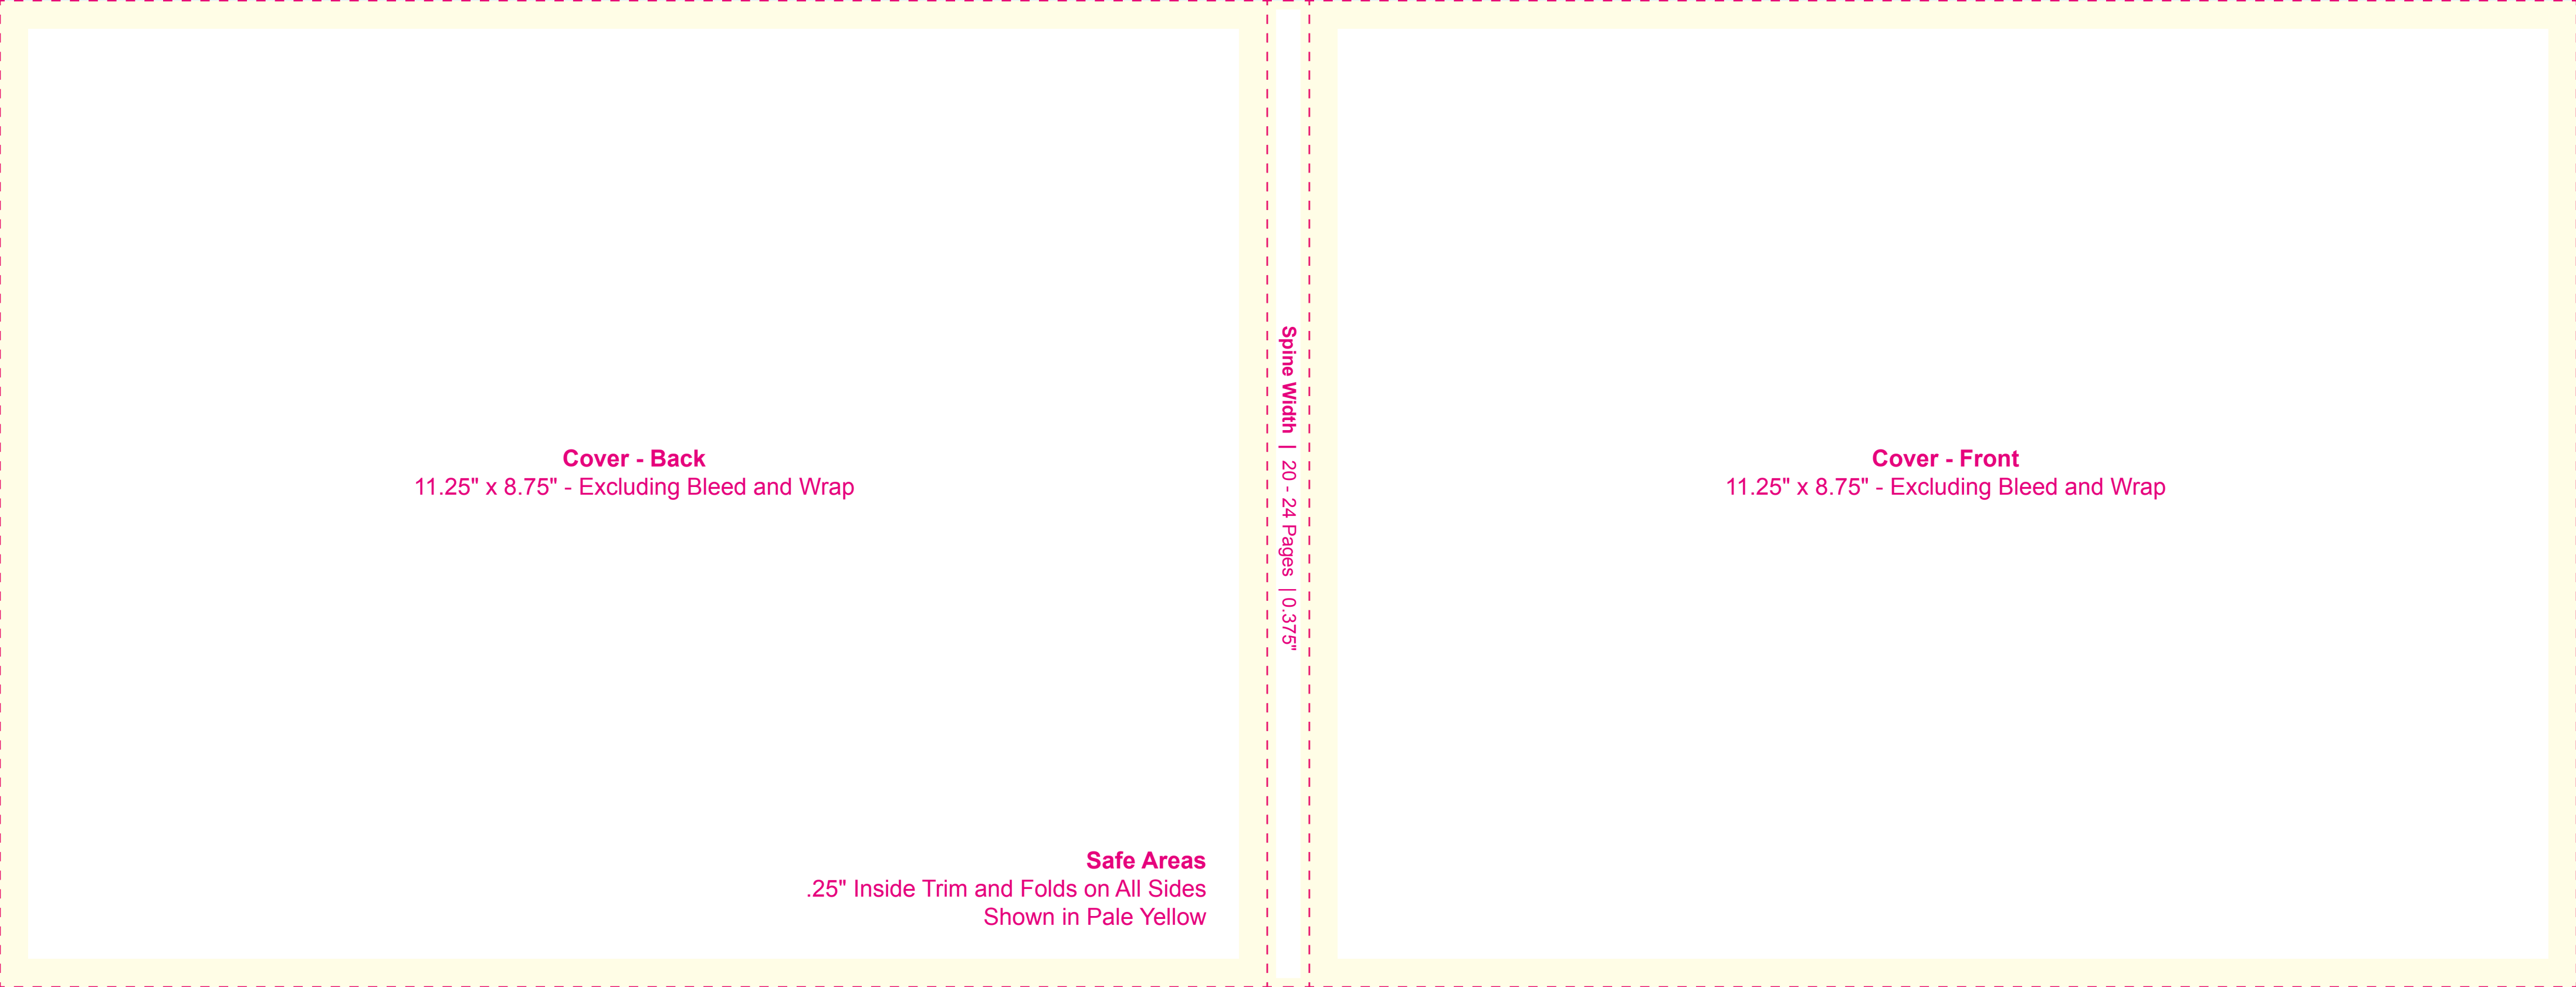 Cover - Back
11.25" x 8.75" - Excluding Bleed and Wrap
Safe Areas
.25" Inside Trim and Folds on All Sides
Shown in Pale Yellow
Spine Width | 20 - 24 Pages | 0.375"
Cover - Front
11.25" x 8.75" - Excluding Bleed and Wrap